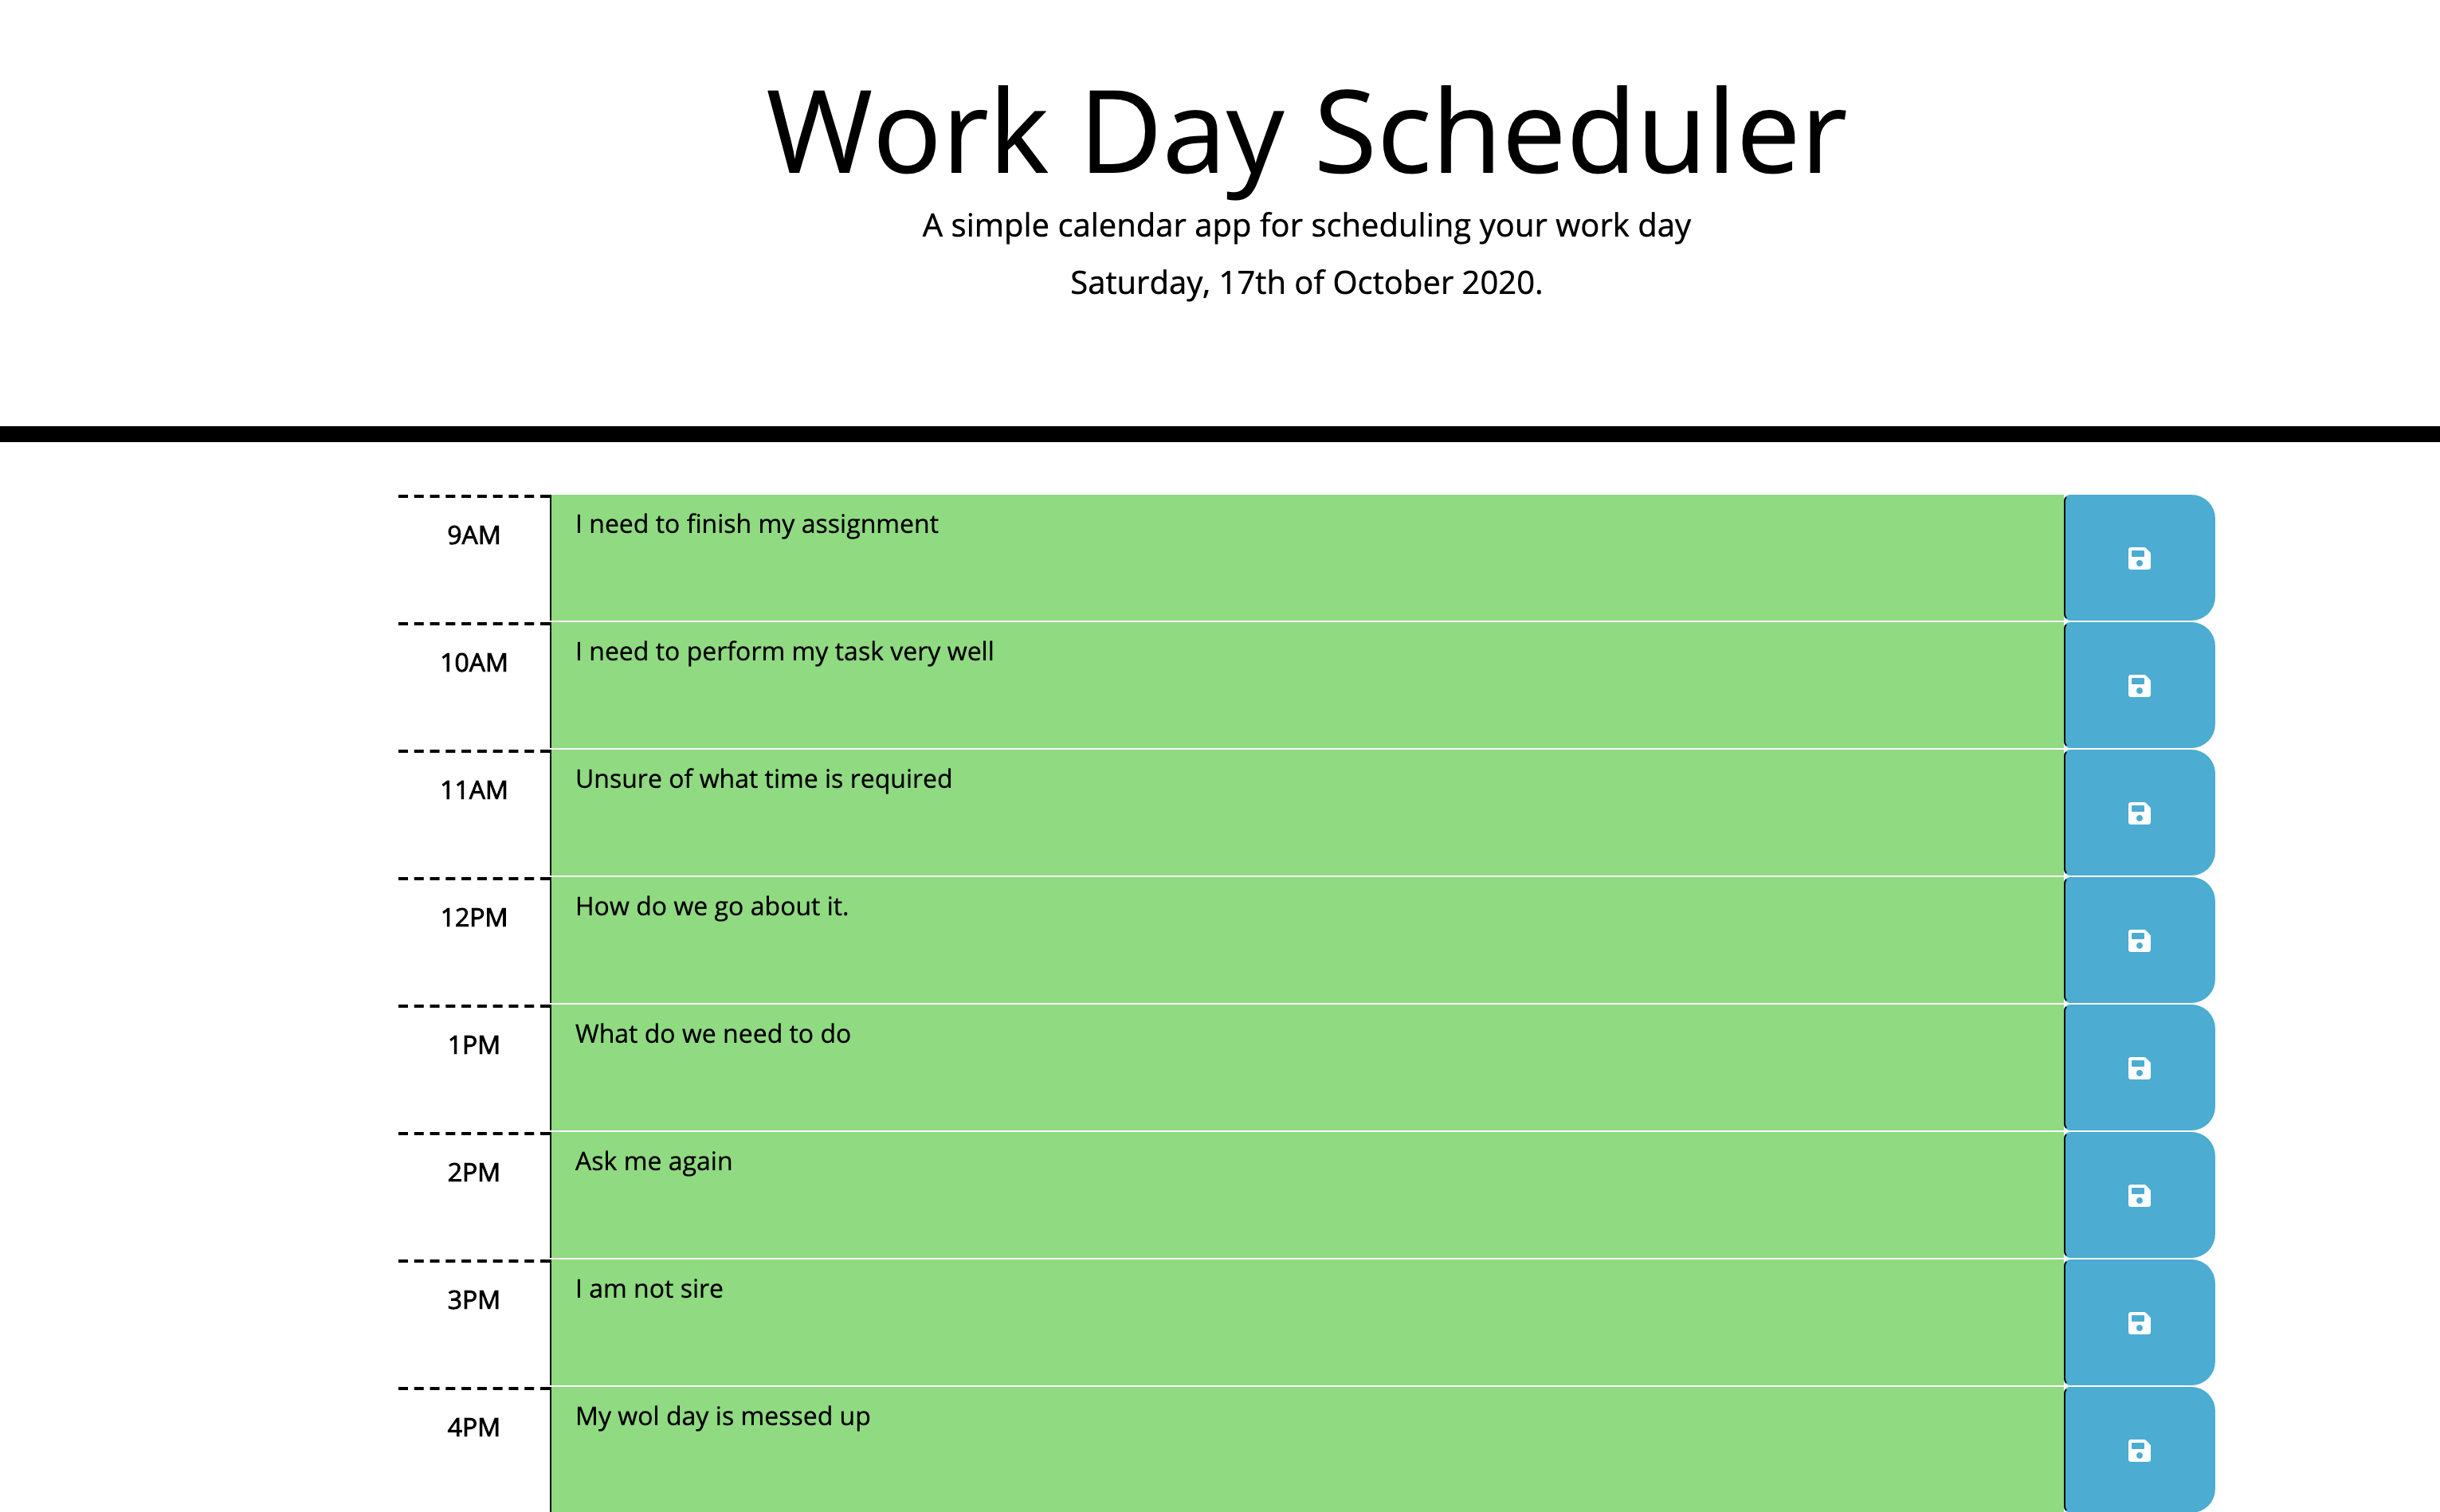 Work Day Scheduler
A simple calendar app for scheduling your work day
Saturday, 17th of October 2020.
9AM I need to finish my assignment
10AM I need to perform my task very well
11AM Unsure of what time is required
12PM How do we go about it.
1PM What do we need to do
2PM Ask me again
3PM I am not sire
4PM My wol day is messed up